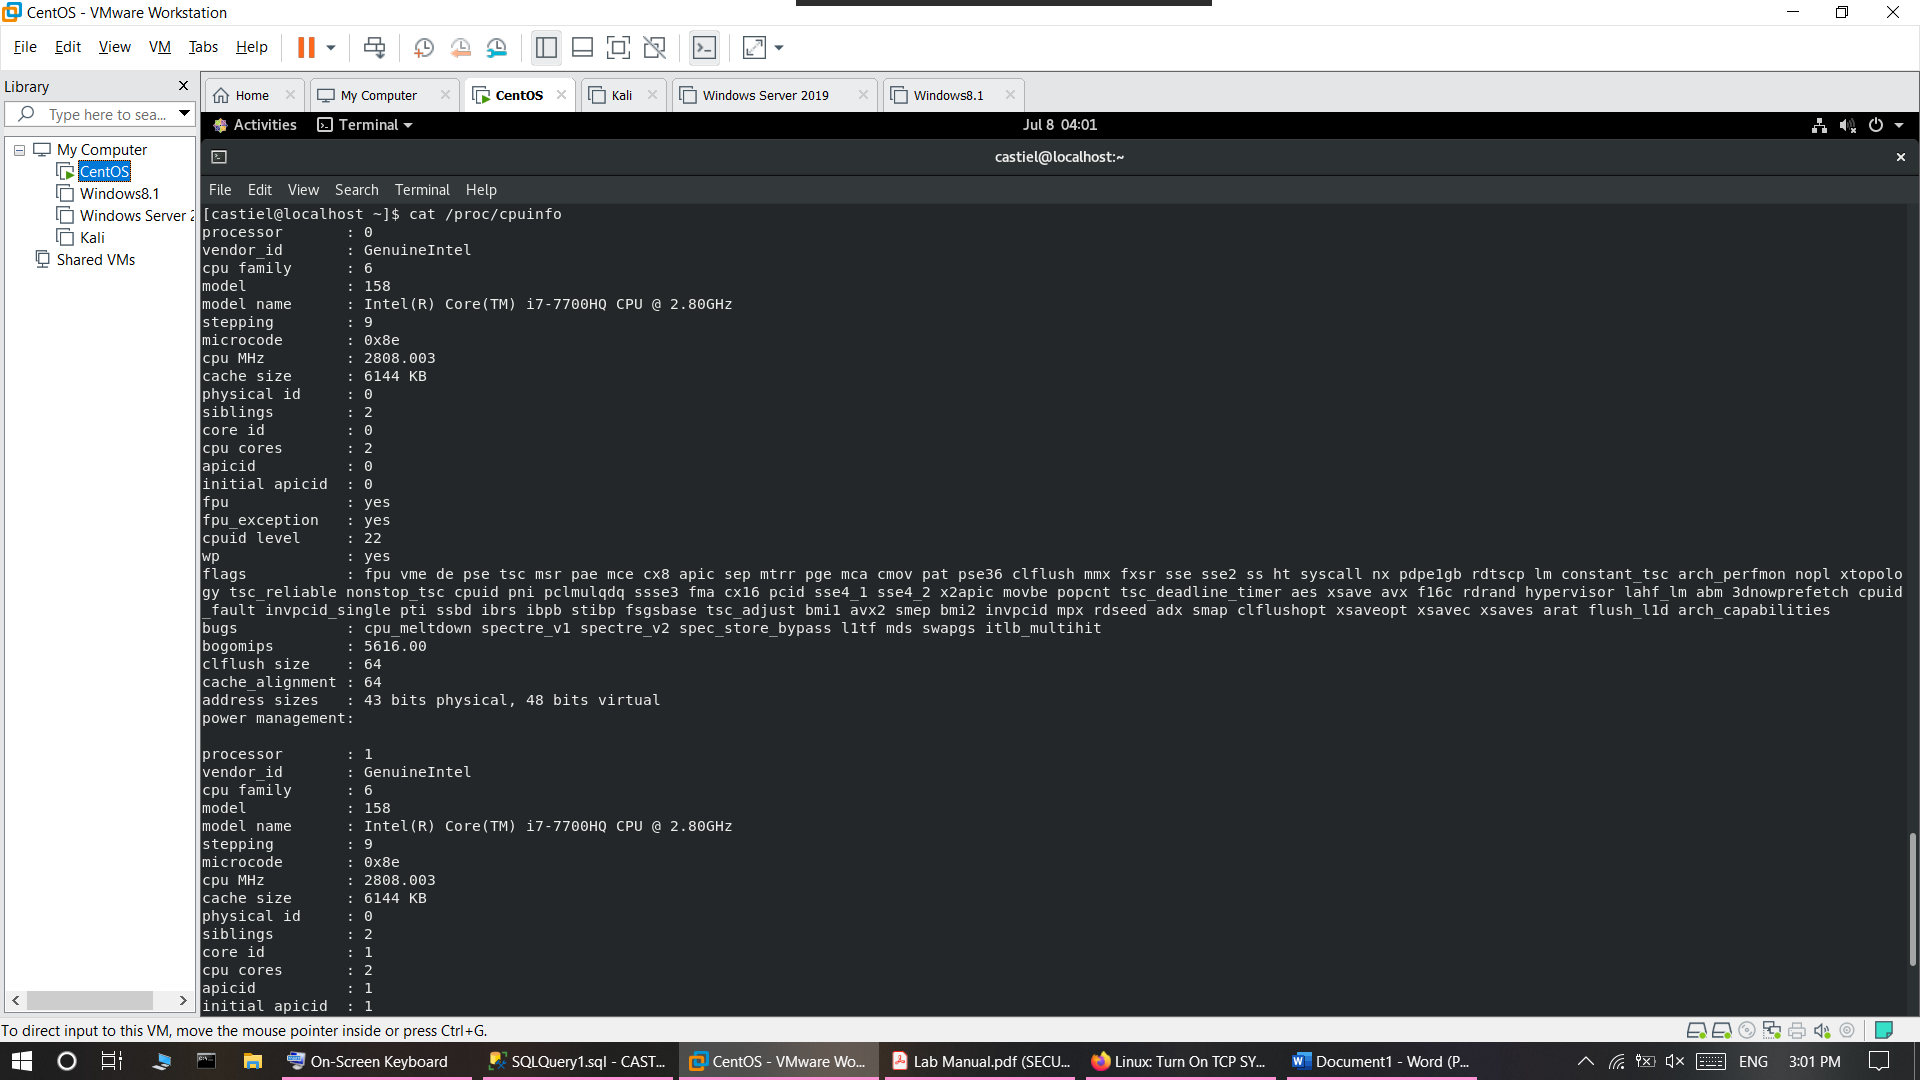 CentOS - VMware Workstation
File Edit View VM Tabs Help
Library
Type here to sea...
My Computer
CentOS
Windows8.1
Windows Server 2
Kali
Shared VMs
Home My Computer CentOS Kali Windows Server 2019 Windows8.1
Activities Terminal Jul 8 04:01
castiel@localhost:~
File Edit View Search Terminal Help
[castiel@localhost ~]$ cat /proc/cpuinfo
processor : 0
vendor_id : GenuineIntel
cpu family : 6
model : 158
model name : Intel(R) Core(TM) i7-7700HQ CPU @ 2.80GHz
stepping : 9
microcode : 0x8e
cpu MHz : 2808.003
cache size : 6144 KB
physical id : 0
siblings : 2
core id : 0
cpu cores : 2
apicid : 0
initial apicid : 0
fpu : yes
fpu_exception : yes
cpuid level : 22
wp : yes
flags : fpu vme de pse tsc msr pae mce cx8 apic sep mtrr pge mca cmov pat pse36 clflush mmx fxsr sse sse2 ss ht syscall nx pdpe1gb rdtscp lm constant_tsc arch_perfmon nopl xtopolo
gy tsc_reliable nonstop_tsc cpuid pni pclmulqdq ssse3 fma cx16 pcid sse4_1 sse4_2 x2apic movbe popcnt tsc_deadline_timer aes xsave avx f16c rdrand hypervisor lahf_lm abm 3dnowprefetch cpuid
_fault invpcid_single pti ssbd ibrs ibpb stibp fsgsbase tsc_adjust bmi1 avx2 smep bmi2 invpcid mpx rdseed adx smap clflushopt xsaveopt xsavec xsaves arat flush_l1d arch_capabilities
bugs : cpu_meltdown spectre_v1 spectre_v2 spec_store_bypass l1tf mds swapgs itlb_multihit
bogomips : 5616.00
clflush size : 64
cache_alignment : 64
address sizes : 43 bits physical, 48 bits virtual
power management:
processor : 1
vendor_id : GenuineIntel
cpu family : 6
model : 158
model name : Intel(R) Core(TM) i7-7700HQ CPU @ 2.80GHz
stepping : 9
microcode : 0x8e
cpu MHz : 2808.003
cache size : 6144 KB
physical id : 0
siblings : 2
core id : 1
cpu cores : 2
apicid : 1
initial apicid : 1
To direct input to this VM, move the mouse pointer inside or press Ctrl+G.
On-Screen Keyboard SQLQuery1.sql - CAST... CentOS - VMware Wo... Lab Manual.pdf (SECU... Linux: Turn On TCP SY... Document1 - Word (P... ENG 3:01 PM